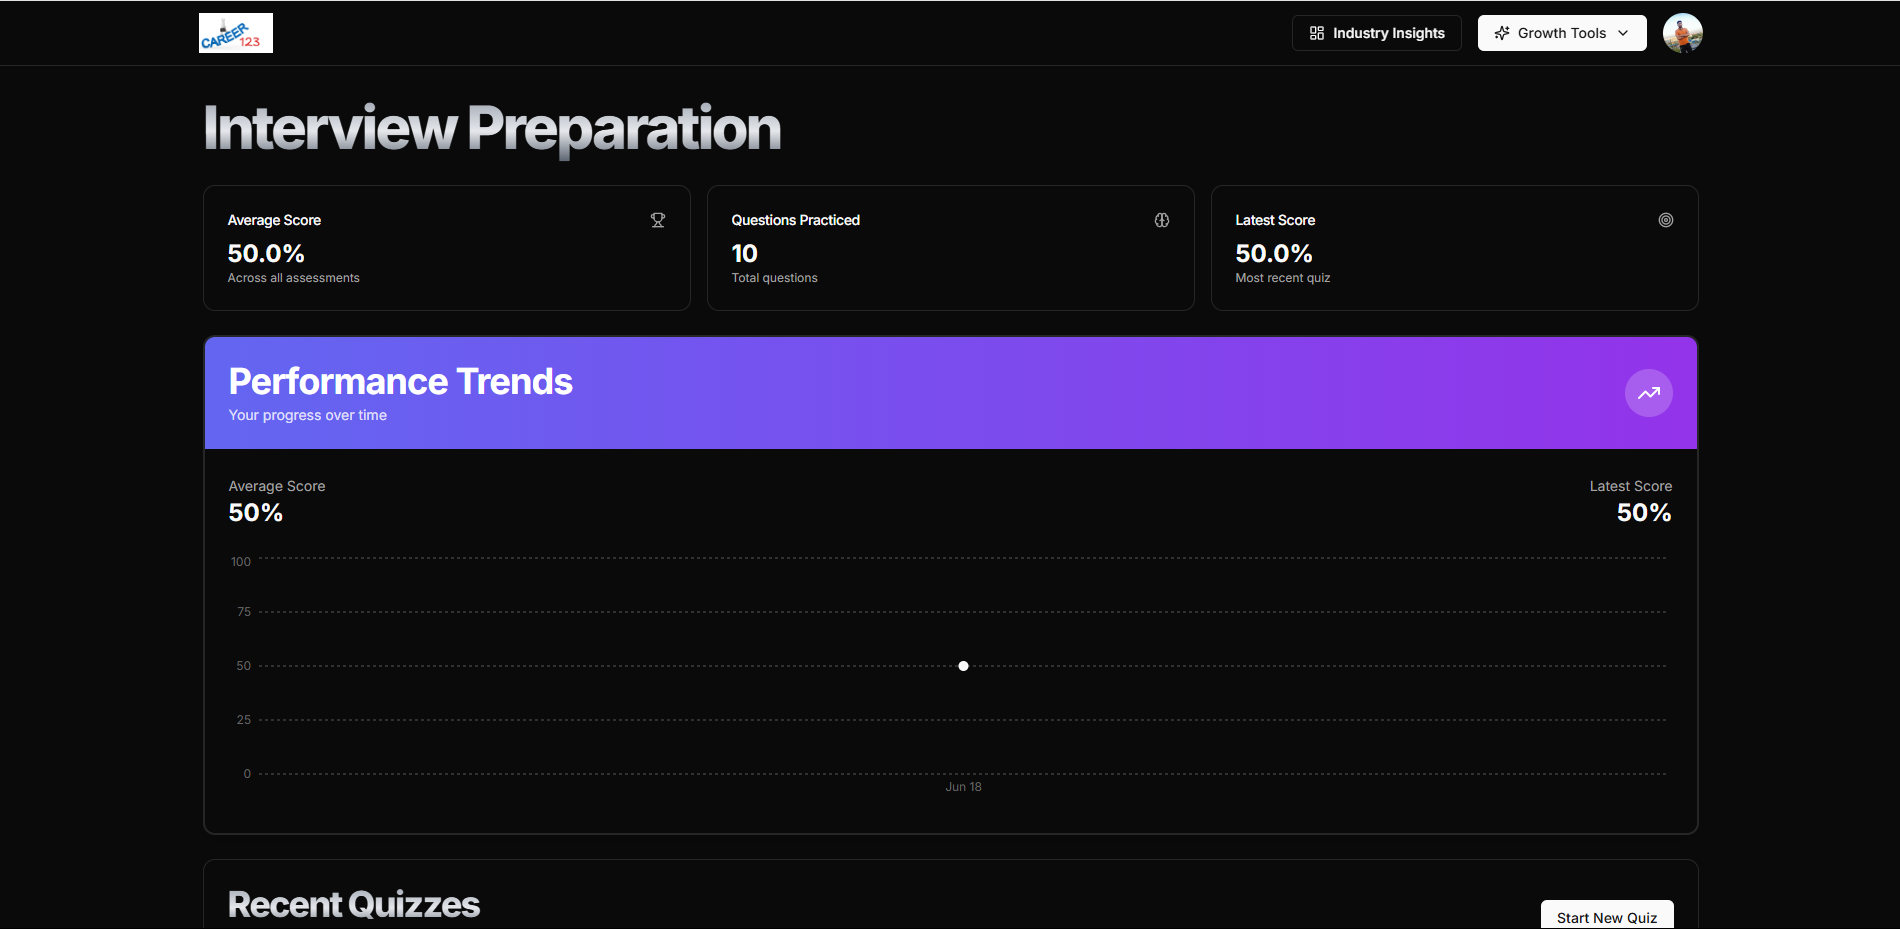 CAREER
123
Industry Insights
Growth Tools
Interview Preparation
Average Score
50.0%
Across all assessments
Questions Practiced
10
Total questions
Latest Score
50.0%
Most recent quiz
Performance Trends
Your progress over time
Average Score
50%
Latest Score
50%
100
75
50
25
0
Jun 18
Recent Quizzes
Start New Quiz